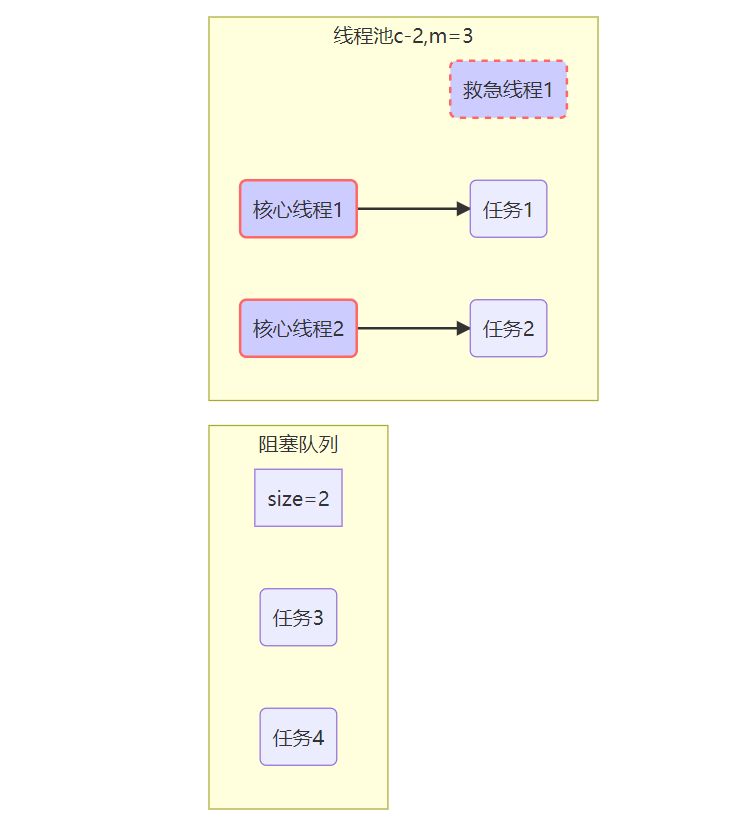 线程池c-2,m=3
救急线程1
核心线程1
任务1
核心线程2
任务2
阻塞队列
size=2
任务3
任务4